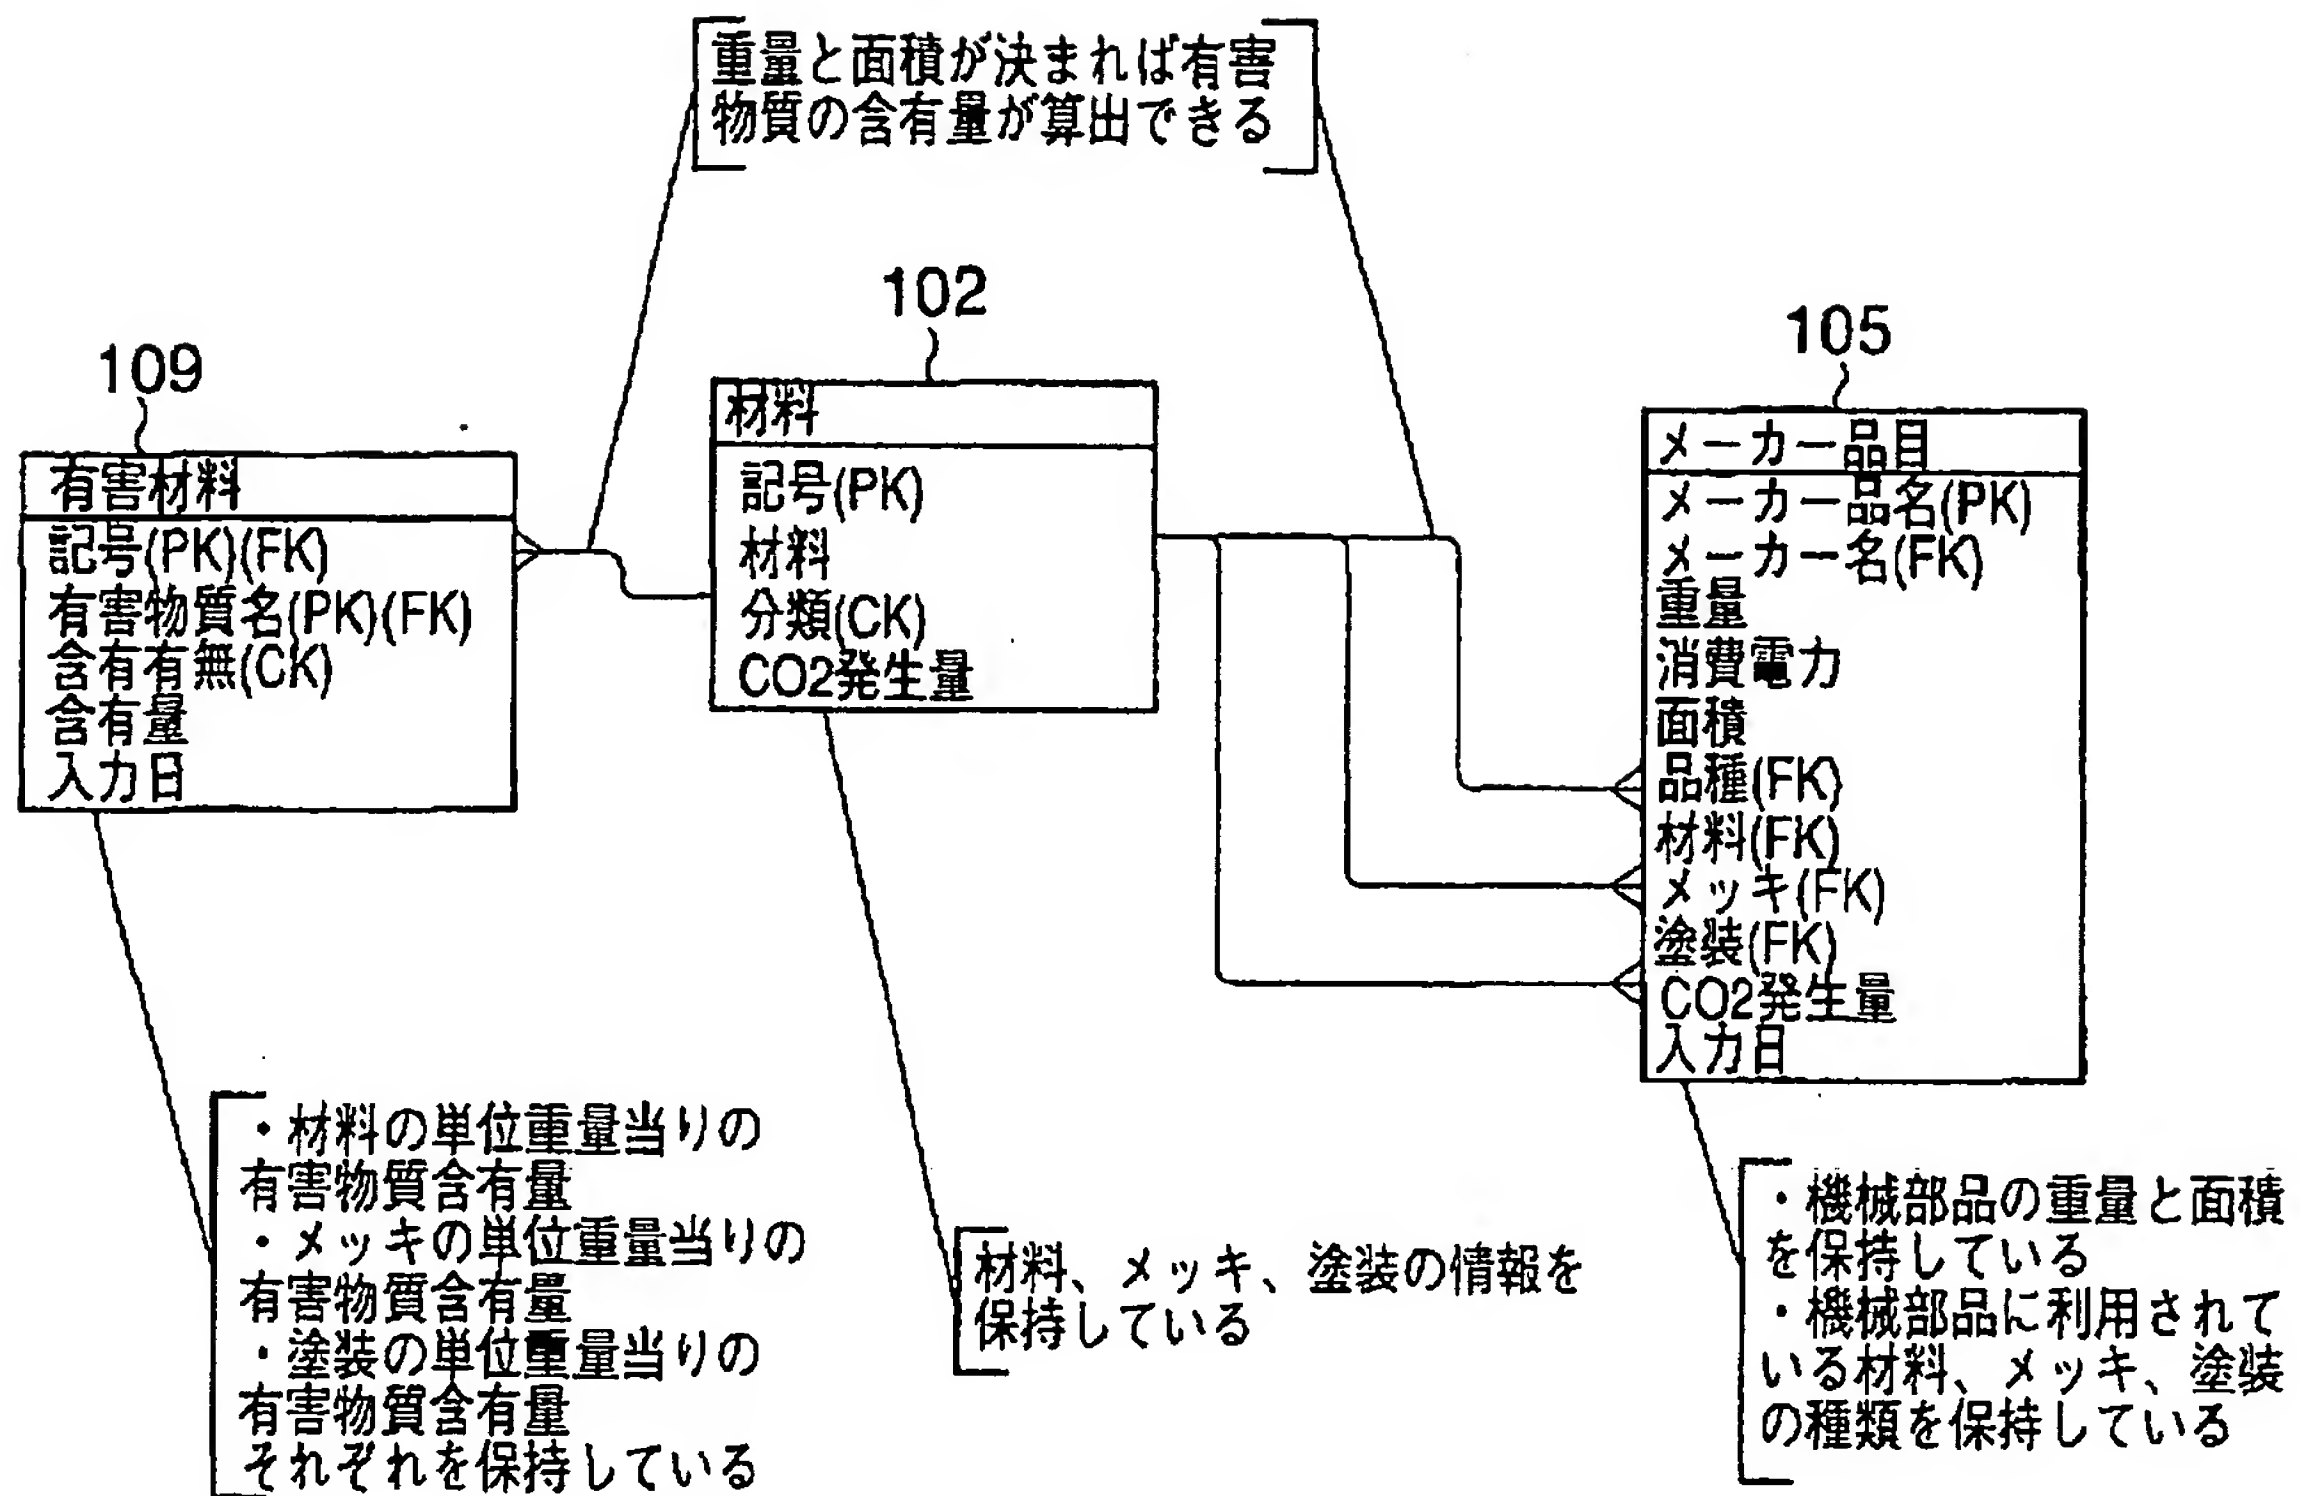 重量と面積が決まれば有害
物質の含有量が算出できる
109
有害材料
記号(PK)(FK)
有害物質名(PK)(FK)
含有有無(CK)
含有量
入力日
102
材料
記号(PK)
材料
分類(CK)
CO2発生量
105
メーカー品目
メーカー品名(PK)
メーカー名(FK)
重量
消費電力
面積
品種(FK)
材料(FK)
メッキ(FK)
塗装(FK)
CO2発生量
入力日
・材料の単位重量当りの
有害物質含有量
・メッキの単位重量当りの
有害物質含有量
・塗装の単位重量当りの
有害物質含有量
それぞれを保持している
材料、メッキ、塗装の情報を
保持している
・機械部品の重量と面積
を保持している
・機械部品に利用されて
いる材料、メッキ、塗装
の種類を保持している